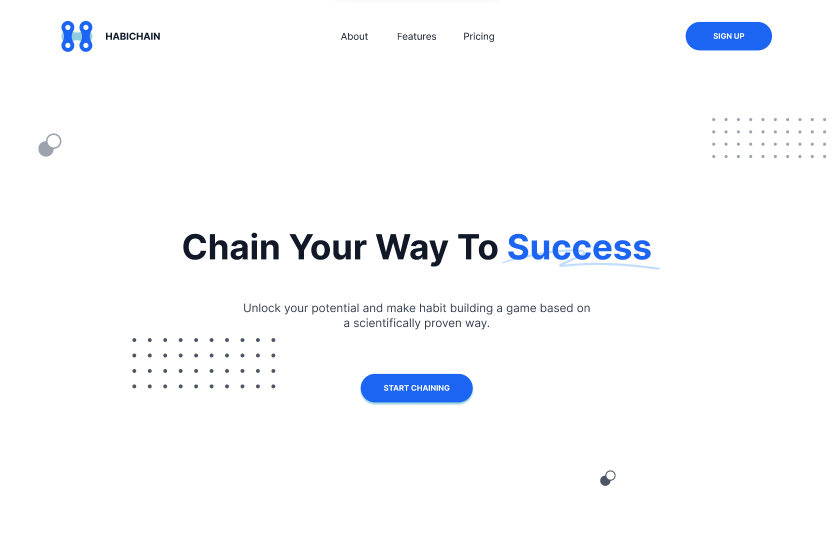 HABICHAIN
About
Features
Pricing
SIGN UP
Chain Your Way To Success
Unlock your potential and make habit building a game based on
a scientifically proven way.
START CHAINING